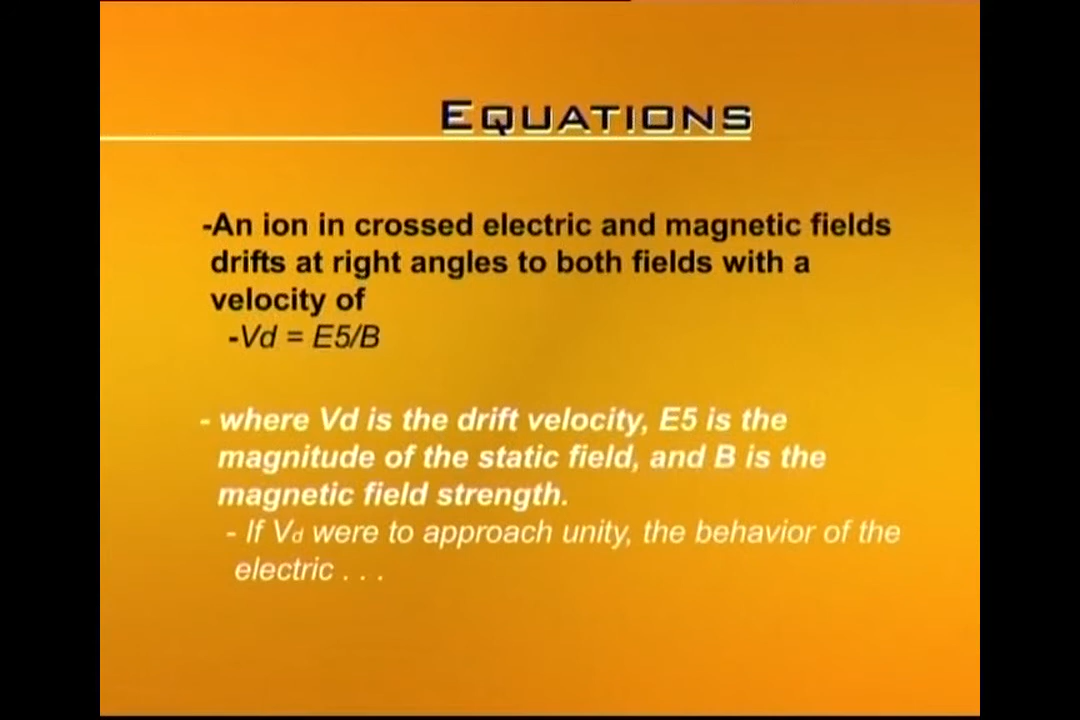 EQUATIONS
-An ion in crossed electric and magnetic fields
drifts at right angles to both fields with a
velocity of
-Vd = E5/B
- where Vd is the drift velocity, E5 is the
magnitude of the static field, and B is the
magnetic field strength.
- If Vd were to approach unity, the behavior of the
electric . . .